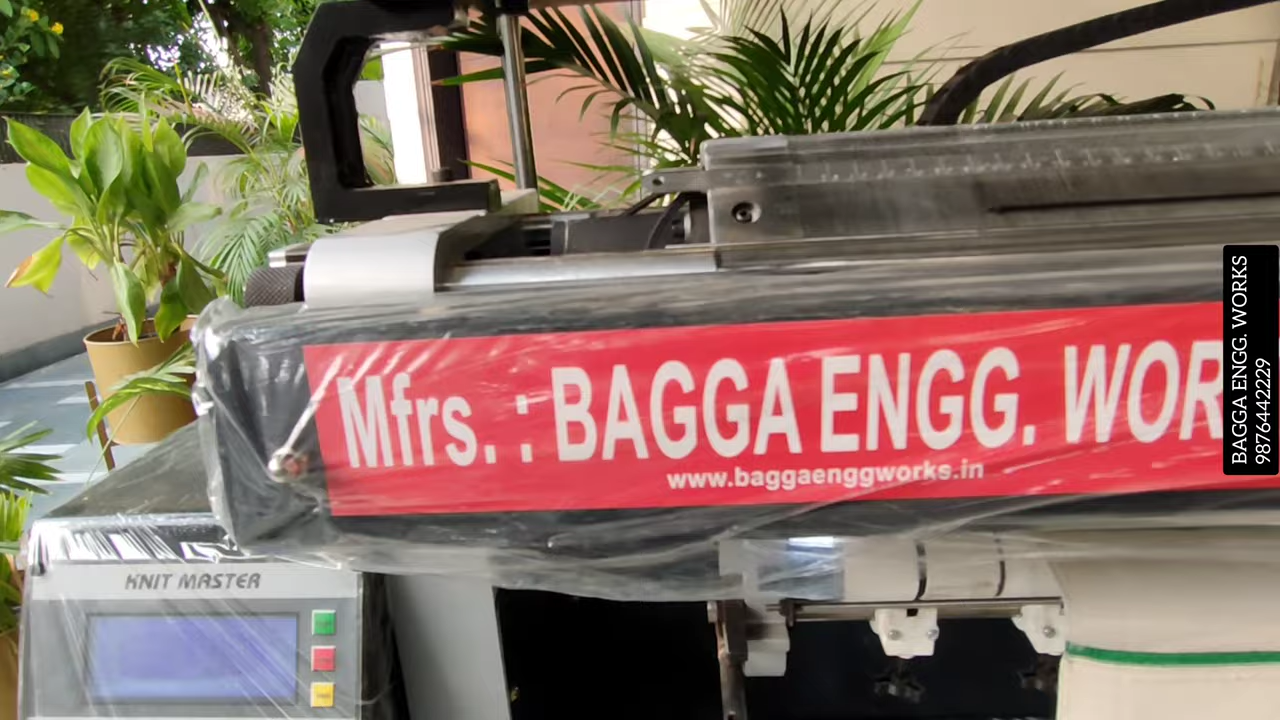 Mfrs. : BAGGA ENGG. WOR
www.baggaenggworks.in
KNIT MASTER
BAGGA ENGG. WORKS
9876442229